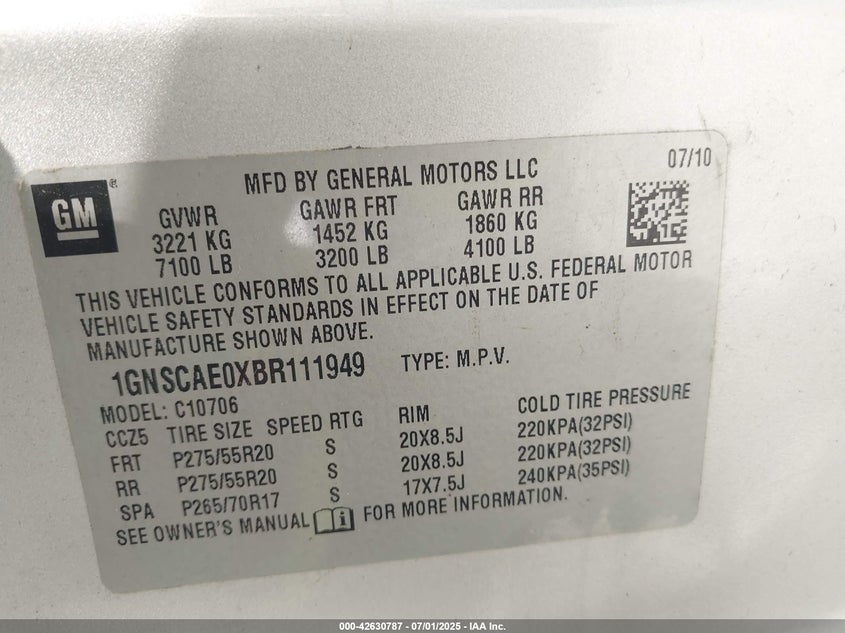 07/10
GM®
MFD BY GENERAL MOTORS LLC
GVWR GAWR FRT GAWR RR
3221 KG 1452 KG 1860 KG
7100 LB 3200 LB 4100 LB
THIS VEHICLE CONFORMS TO ALL APPLICABLE U.S. FEDERAL MOTOR
VEHICLE SAFETY STANDARDS IN EFFECT ON THE DATE OF
MANUFACTURE SHOWN ABOVE.
1GNSCAE0XBR111949 TYPE: M.P.V.
MODEL: C10706
CCZ5 TIRE SIZE SPEED RTG RIM COLD TIRE PRESSURE
FRT P275/55R20 S 20X8.5J 220KPA(32PSI)
RR P275/55R20 S 20X8.5J 220KPA(32PSI)
SPA P265/70R17 S 17X7.5J 240KPA(35PSI)
SEE OWNER'S MANUAL FOR MORE INFORMATION.
000-42630787 - 07/01/2025 - IAA Inc.